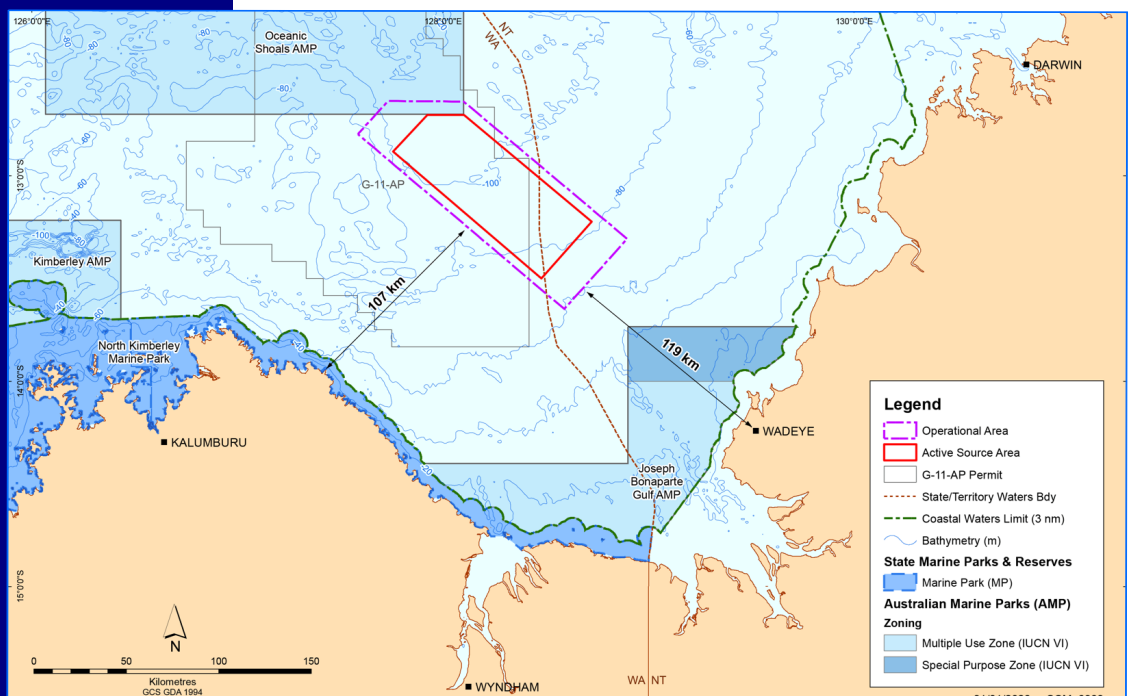 126°0'0"E
128°0'0"E
130°0'0"E
Oceanic
Shoals AMP
-80
-80
-80
-80
NT
WA
-80
DARWIN
-60
13°0'0"S
-60
-40
G-11-AP
-100
-80
-100
-80
Kimberley AMP
-20
-60
107 km
North Kimberley
Marine Park
-40
119 km
14°0'0"S
KALUMBURU
WADEYE
-20
Joseph
Bonaparte
Gulf AMP
15°0'0"S
N
0 50 100 150
Kilometres
GCS GDA 1994
WYNDHAM
WA NT
Legend
Operational Area
Active Source Area
G-11-AP Permit
State/Territory Waters Bdy
Coastal Waters Limit (3 nm)
Bathymetry (m)
State Marine Parks & Reserves
Marine Park (MP)
Australian Marine Parks (AMP)
Zoning
Multiple Use Zone (IUCN VI)
Special Purpose Zone (IUCN VI)